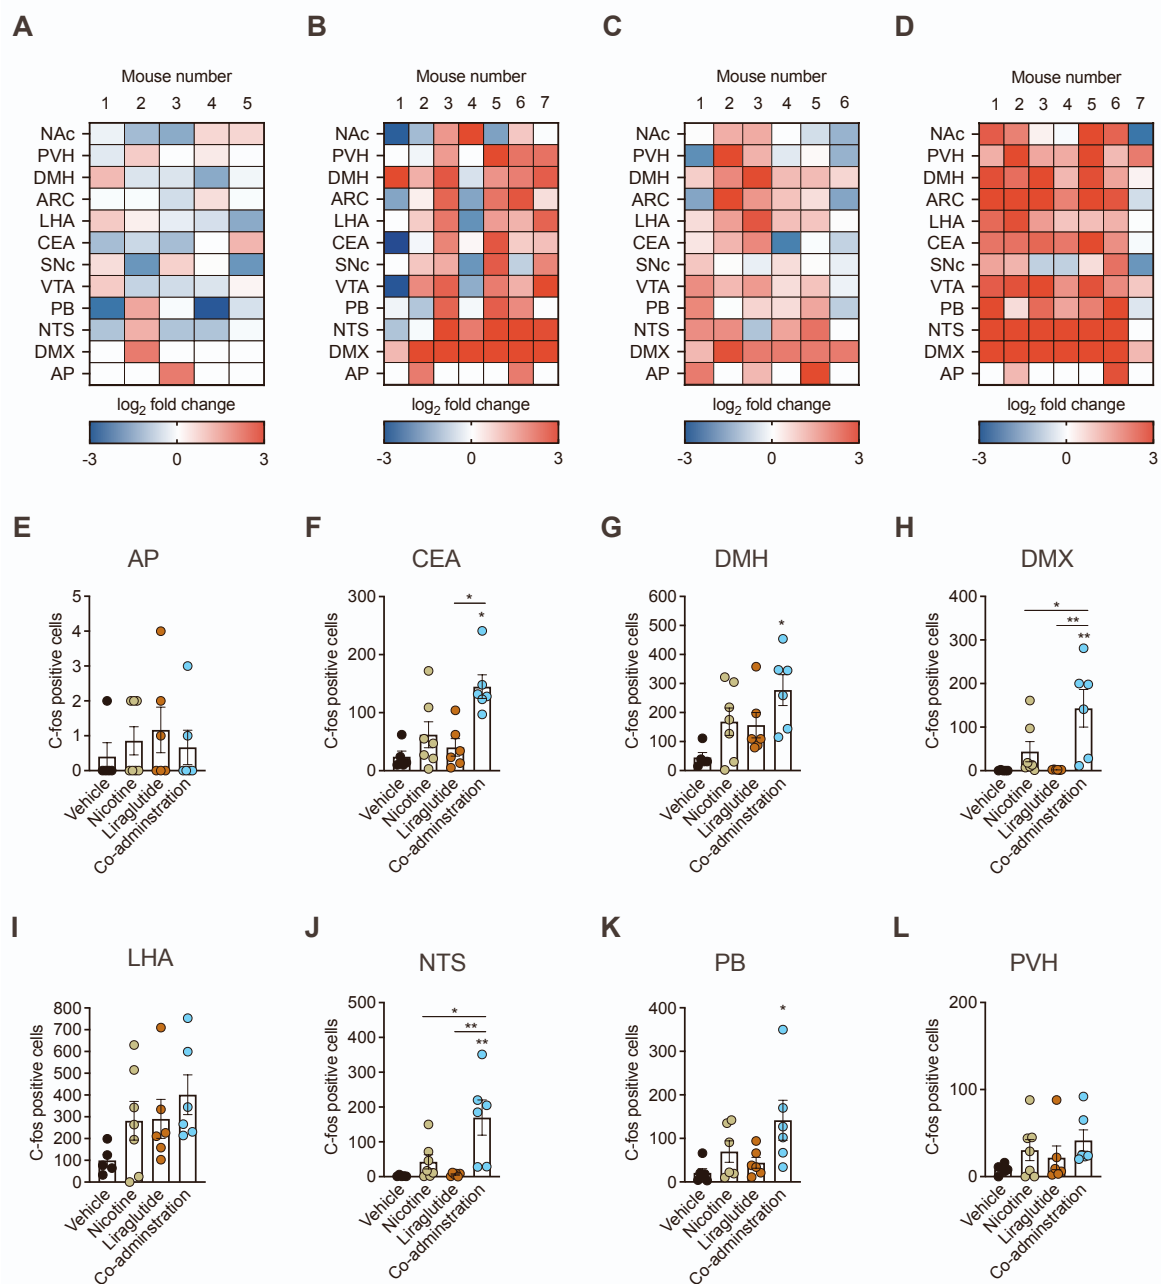 A
B
C
D
Mouse number
Mouse number
Mouse number
Mouse number
1 2 3 4 5
1 2 3 4 5 6 7
1 2 3 4 5 6
1 2 3 4 5 6 7
NAc NAc NAc NAc
PVH PVH PVH PVH
DMH DMH DMH DMH
ARC ARC ARC ARC
LHA LHA LHA LHA
CEA CEA CEA CEA
SNc SNc SNc SNc
VTA VTA VTA VTA
PB PB PB PB
NTS NTS NTS NTS
DMX DMX DMX DMX
AP AP AP AP
log2 fold change
log2 fold change
log2 fold change
log2 fold change
-3 0 3
-3 0 3
-3 0 3
-3 0 3
E
AP
C-fos positive cells
5
4
3
2
1
0
Vehicle
Nicotine
Liraglutide
Co-adminstration
F
CEA
C-fos positive cells
300
200
100
0
*
*
Vehicle
Nicotine
Liraglutide
Co-adminstration
G
DMH
C-fos positive cells
600
500
400
300
200
100
0
*
Vehicle
Nicotine
Liraglutide
Co-adminstration
H
DMX
C-fos positive cells
400
300
200
100
0
*
**
**
Vehicle
Nicotine
Liraglutide
Co-adminstration
I
LHA
C-fos positive cells
800
700
600
500
400
300
200
100
0
Vehicle
Nicotine
Liraglutide
Co-adminstration
J
NTS
C-fos positive cells
500
400
300
200
100
0
*
**
**
Vehicle
Nicotine
Liraglutide
Co-adminstration
K
PB
C-fos positive cells
400
300
200
100
0
*
Vehicle
Nicotine
Liraglutide
Co-adminstration
L
PVH
C-fos positive cells
200
100
0
Vehicle
Nicotine
Liraglutide
Co-adminstration